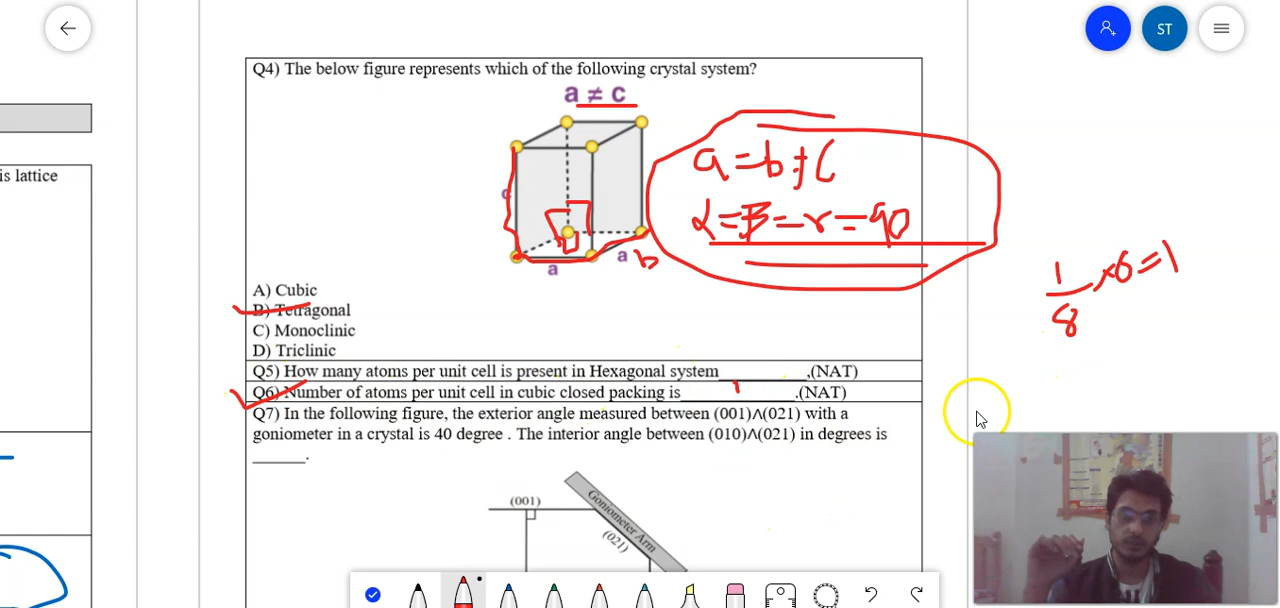 ST
is lattice
Q4) The below figure represents which of the following crystal system?
a ≠ c
a = b ≠ c
α = β = γ = 90
c
a
a
b
1/8 × 6 = 1
A) Cubic
B) Tetragonal
C) Monoclinic
D) Triclinic
Q5) How many atoms per unit cell is present in Hexagonal system__________,(NAT)
Q6) Number of atoms per unit cell in cubic closed packing is_____________.(NAT)
1
Q7) In the following figure, the exterior angle measured between (001)Λ(021) with a
goniometer in a crystal is 40 degree . The interior angle between (010)Λ(021) in degrees is
______.
(001)
Goniometer Arm
(021)